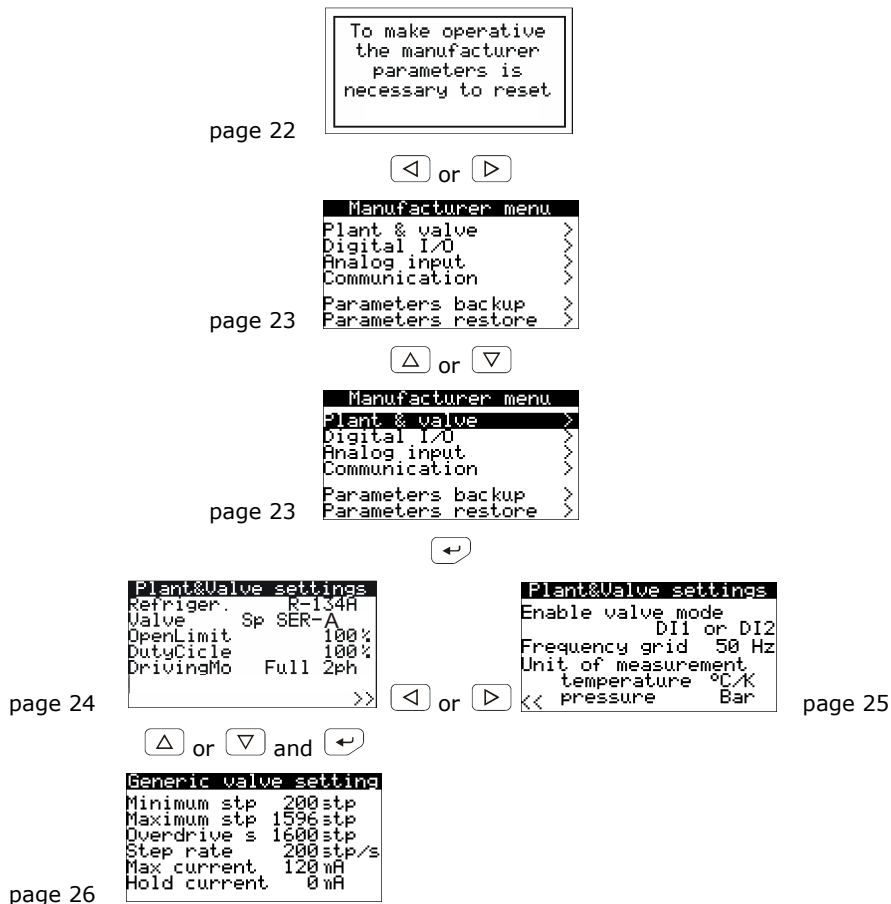 To make operative
the manufacturer
parameters is
necessary to reset
page 22
or
Manufacturer menu
Plant & valve >
Digital I/O >
Analog input >
Communication >
Parameters backup >
page 23 Parameters restore >
or
Manufacturer menu
Plant & valve >
Digital I/O >
Analog input >
Communication >
Parameters backup >
page 23 Parameters restore >
Plant&Valve settings
Refriger. R-134A
Valve Sp SER-A
OpenLimit 100%
DutyCicle 100%
DrivingMo Full 2ph
>>
page 24
or
Plant&Valve settings
Enable valve mode
DI1 or DI2
Frequency grid 50 Hz
Unit of measurement
temperature °C/K
<< pressure Bar
page 25
or and
Generic valve setting
Minimum stp 200stp
Maximum stp 1596stp
Overdrive s 1600stp
Step rate 200stp/s
Max current 120mA
Hold current 0mA
page 26